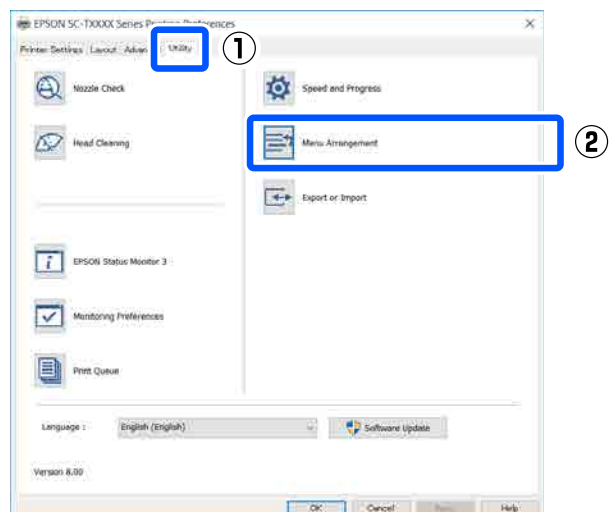 EPSON SC-TXXXX Series Printing Preferences
Printer Settings Layout Advan Utility
①
Nozzle Check
Speed and Progress
Head Cleaning
Menu Arrangement
②
Export or Import
EPSON Status Monitor 3
Monitoring Preferences
Print Queue
Language : English (English) Software Update
Version 8.00
OK Cancel Help